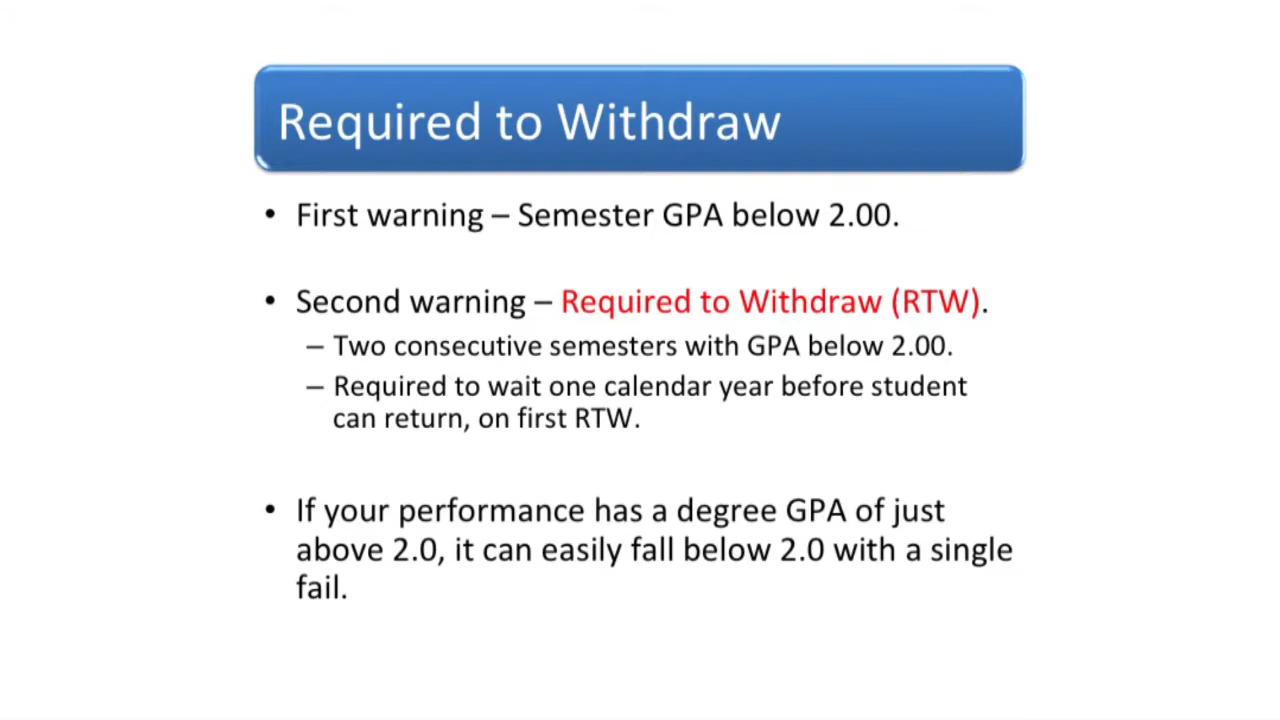 Required to Withdraw
• First warning – Semester GPA below 2.00.
• Second warning – Required to Withdraw (RTW).
– Two consecutive semesters with GPA below 2.00.
– Required to wait one calendar year before student
can return, on first RTW.
• If your performance has a degree GPA of just
above 2.0, it can easily fall below 2.0 with a single
fail.